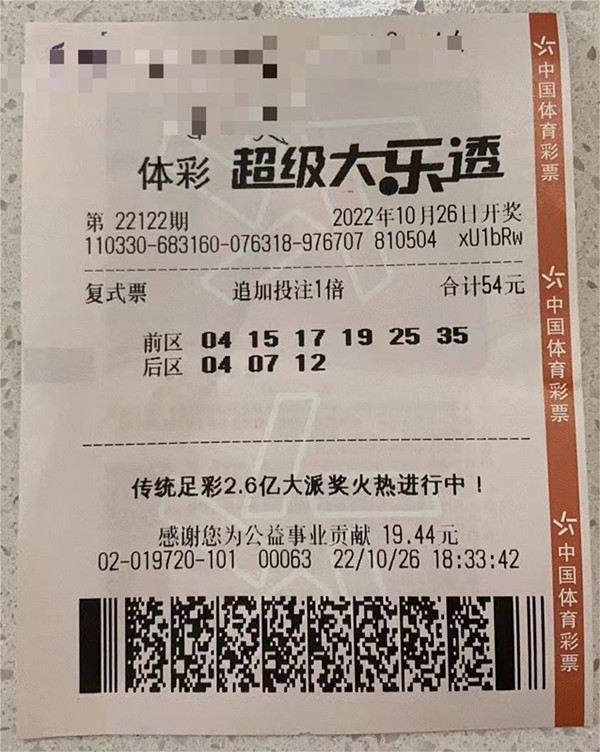 体彩 超级大乐透
第 22122期 2022年10月26日开奖
110330-683160-076318-976707 810504 xU1bRw
复式票 追加投注1倍 合计54元
前区 04 15 17 19 25 35
后区 04 07 12
传统足彩2.6亿大派奖火热进行中！
感谢您为公益事业贡献 19.44元
02-019720-101 00063 22/10/26 18:33:42
中国体育彩票
中国体育彩票
中国体育彩票